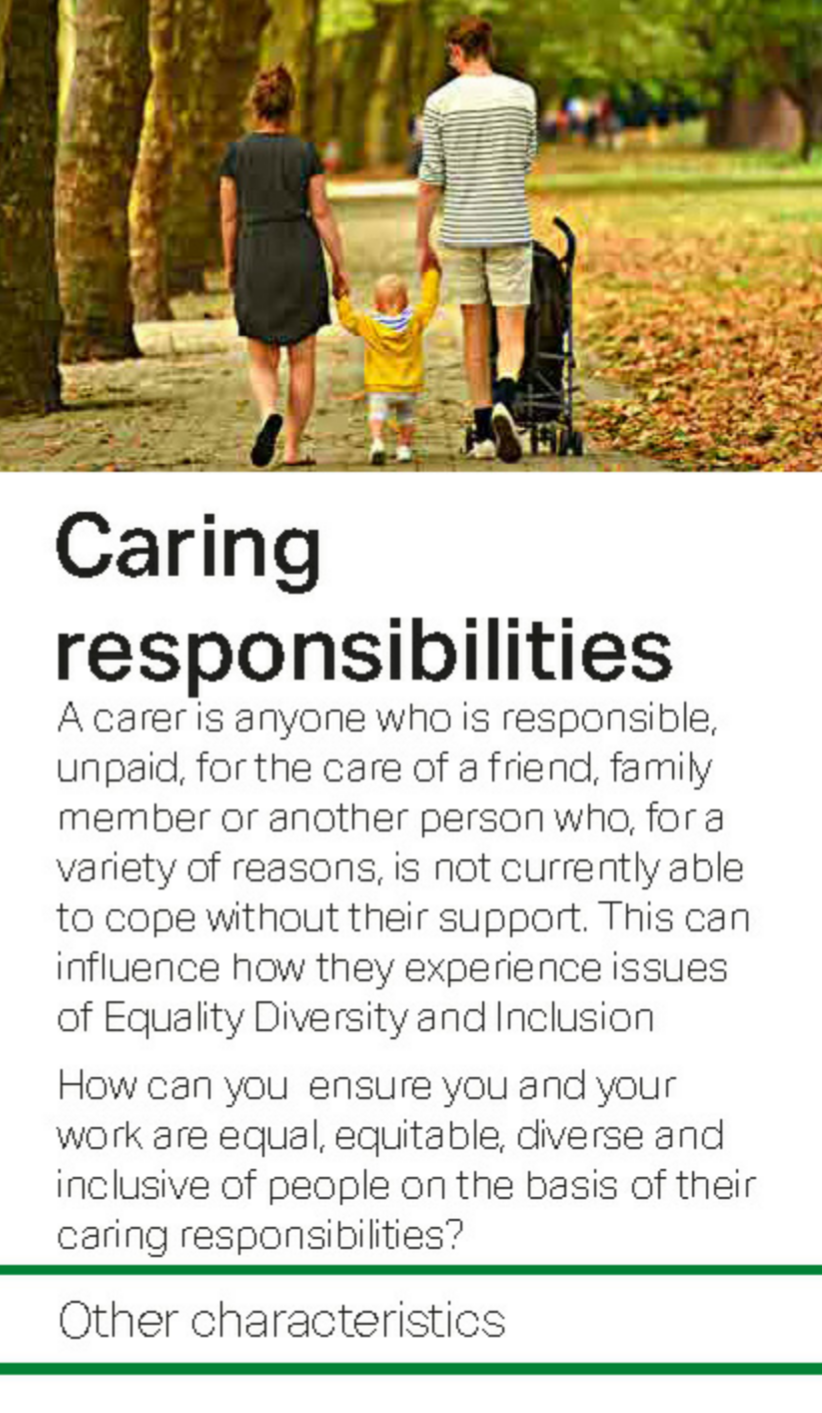 Caring
responsibilities
A carer is anyone who is responsible,
unpaid, for the care of a friend, family
member or another person who, for a
variety of reasons, is not currently able
to cope without their support. This can
influence how they experience issues
of Equality Diversity and Inclusion
How can you  ensure you and your
work are equal, equitable, diverse and
inclusive of people on the basis of their
caring responsibilities?
Other characteristics